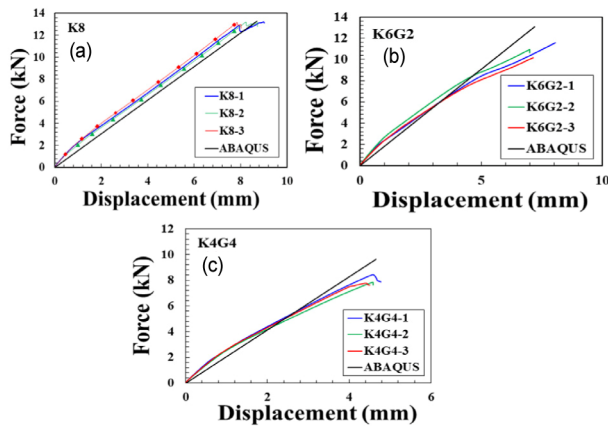 K8
(a)
Force (kN)
14
12
10
8
6
4
2
0
K8-1
K8-2
K8-3
ABAQUS
0 2 4 6 8 10
Displacement (mm)
K6G2
(b)
Force (kN)
14
12
10
8
6
4
2
0
K6G2-1
K6G2-2
K6G2-3
ABAQUS
0 5 10
Displacement (mm)
K4G4
(c)
Force (kN)
12
10
8
6
4
2
0
K4G4-1
K4G4-2
K4G4-3
ABAQUS
0 2 4 6
Displacement (mm)